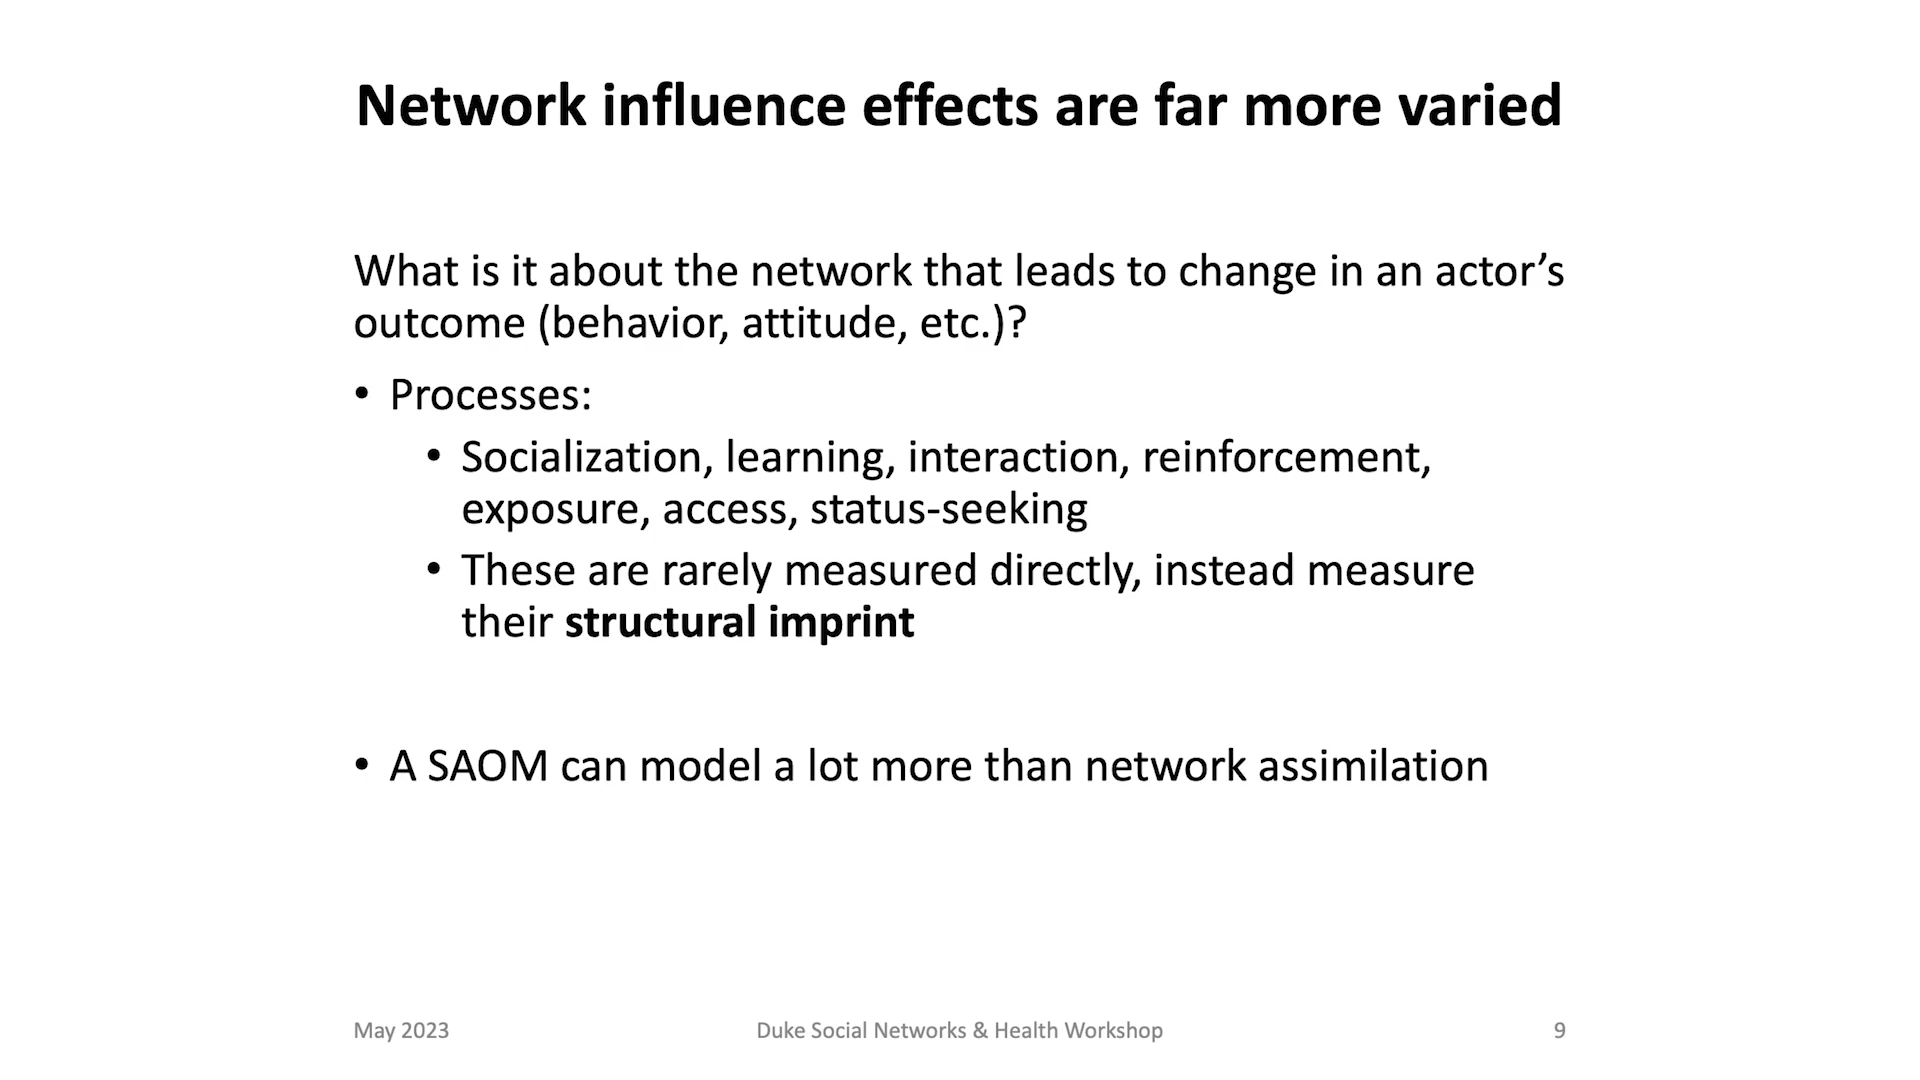 Network influence effects are far more varied
What is it about the network that leads to change in an actor’s
outcome (behavior, attitude, etc.)?
• Processes:
• Socialization, learning, interaction, reinforcement,
exposure, access, status-seeking
• These are rarely measured directly, instead measure
their structural imprint
• A SAOM can model a lot more than network assimilation
May 2023
Duke Social Networks & Health Workshop
9